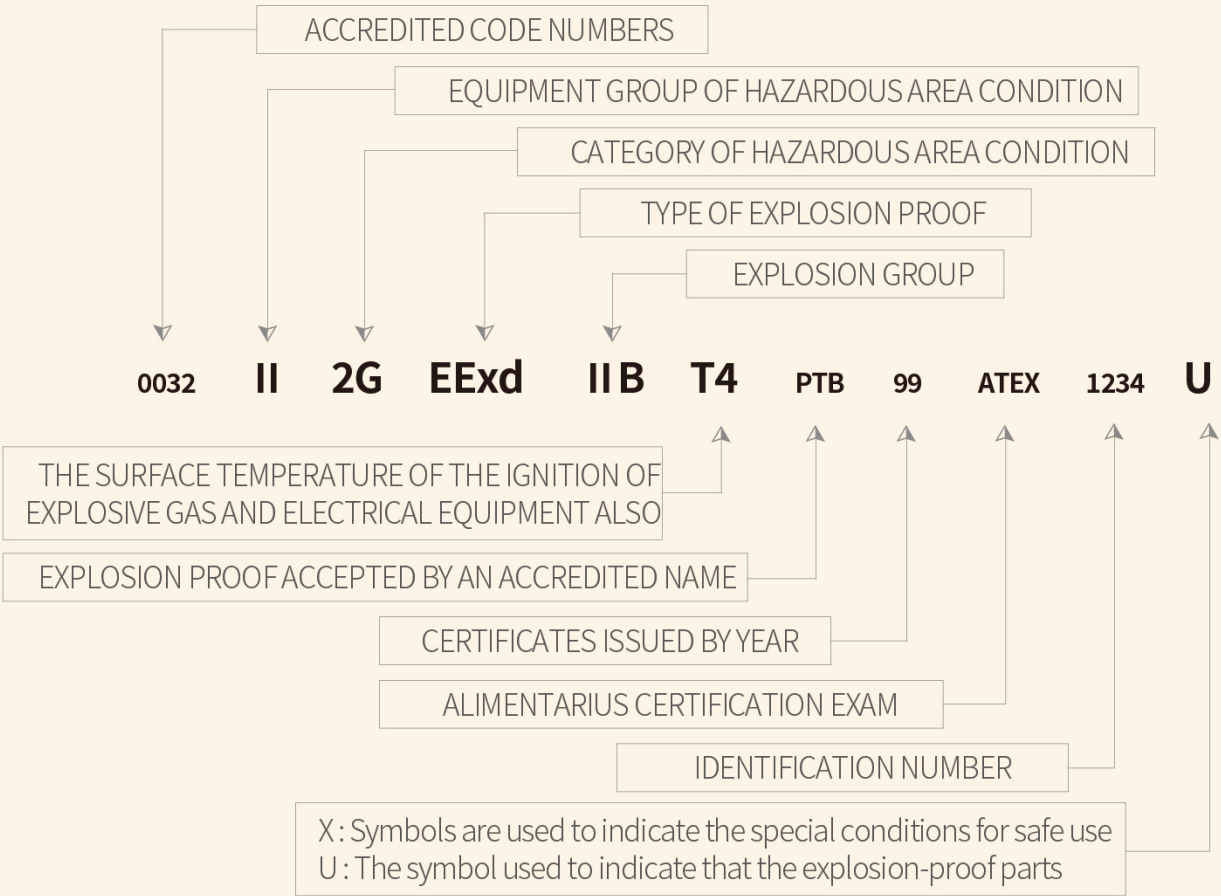 ACCREDITED CODE NUMBERS
EQUIPMENT GROUP OF HAZARDOUS AREA CONDITION
CATEGORY OF HAZARDOUS AREA CONDITION
TYPE OF EXPLOSION PROOF
EXPLOSION GROUP
0032 II 2G EExd II B T4 PTB 99 ATEX 1234 U
THE SURFACE TEMPERATURE OF THE IGNITION OF
EXPLOSIVE GAS AND ELECTRICAL EQUIPMENT ALSO
EXPLOSION PROOF ACCEPTED BY AN ACCREDITED NAME
CERTIFICATES ISSUED BY YEAR
ALIMENTARIUS CERTIFICATION EXAM
IDENTIFICATION NUMBER
X : Symbols are used to indicate the special conditions for safe use
U : The symbol used to indicate that the explosion-proof parts